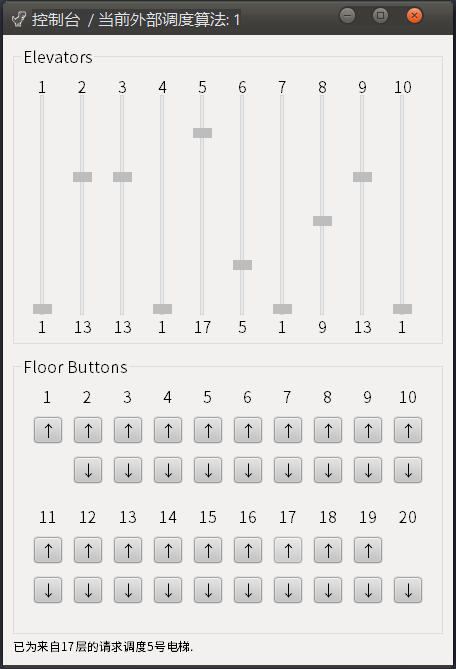 控制台 / 当前外部调度算法: 1
Elevators
1 2 3 4 5 6 7 8 9 10
1 13 13 1 17 5 1 9 13 1
Floor Buttons
1 2 3 4 5 6 7 8 9 10
↑ ↑ ↑ ↑ ↑ ↑ ↑ ↑ ↑ ↑
↓ ↓ ↓ ↓ ↓ ↓ ↓ ↓ ↓
11 12 13 14 15 16 17 18 19 20
↑ ↑ ↑ ↑ ↑ ↑ ↑ ↑ ↑
↓ ↓ ↓ ↓ ↓ ↓ ↓ ↓ ↓ ↓
已为来自17层的请求调度5号电梯.